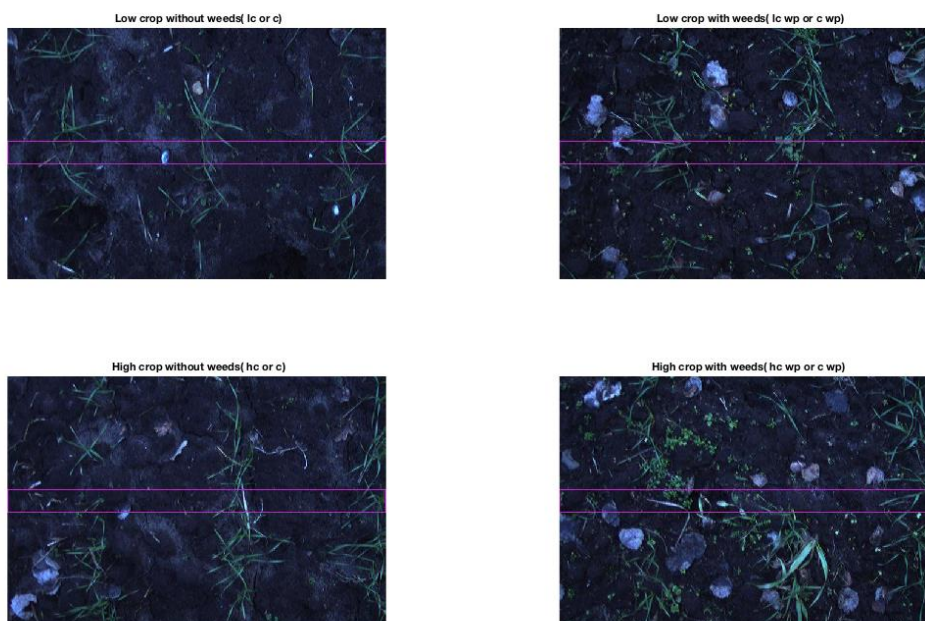 Low crop without weeds( lc or c)
Low crop with weeds( lc wp or c wp)
High crop without weeds( hc or c)
High crop with weeds( hc wp or c wp)